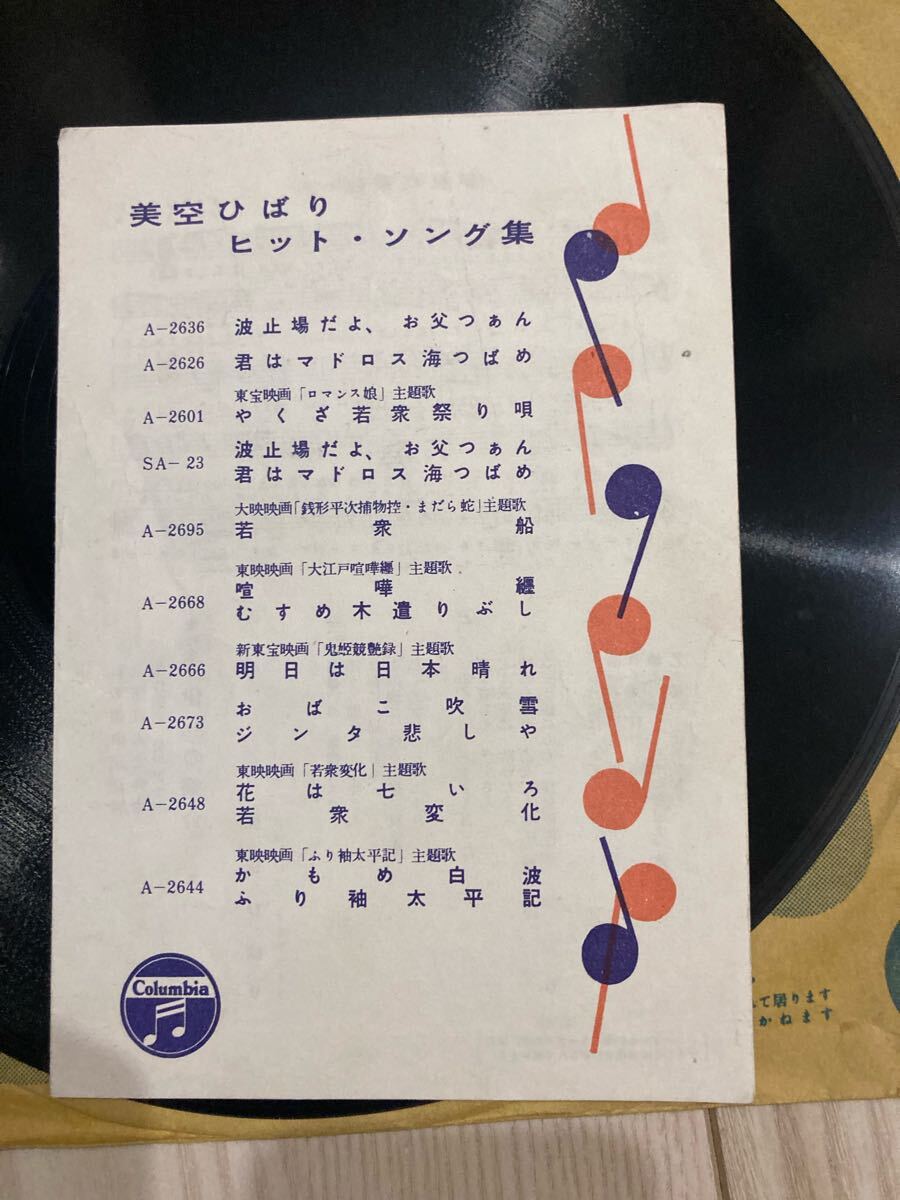 美空ひばり
ヒット・ソング集
A-2636 波止場だよ、お父つぁん
A-2626 君はマドロス海つばめ
東宝映画「ロマンス娘」主題歌
A-2601 やくざ若衆祭り唄
SA-23 波止場だよ、お父つぁん
君はマドロス海つばめ
大映映画「銭形平次捕物控・まだら蛇」主題歌
A-2695 若衆船
東映映画「大江戸喧嘩纒」主題歌
A-2668 喧嘩纒
むすめ木遣りぶし
新東宝映画「鬼姫競艶録」主題歌
A-2666 明日は日本晴れ
A-2673 おばこ吹雪
ジンタ悲しや
東映映画「若衆変化」主題歌
A-2648 花は七いろ
若衆変化
東映映画「ふり袖太平記」主題歌
A-2644 かもめ白波
ふり袖太平記
Columbia
て居ります
かねます